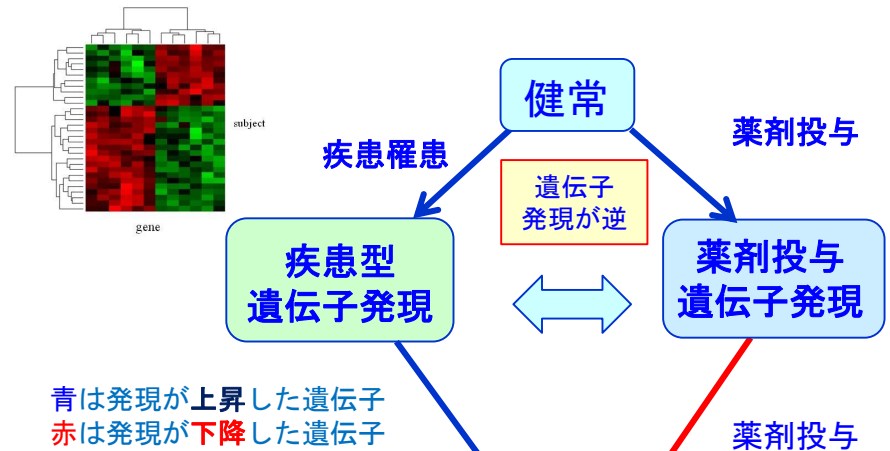 subject
gene
健常
疾患罹患
薬剤投与
遺伝子
発現が逆
疾患型
遺伝子発現
薬剤投与
遺伝子発現
青は発現が上昇した遺伝子
赤は発現が下降した遺伝子
薬剤投与